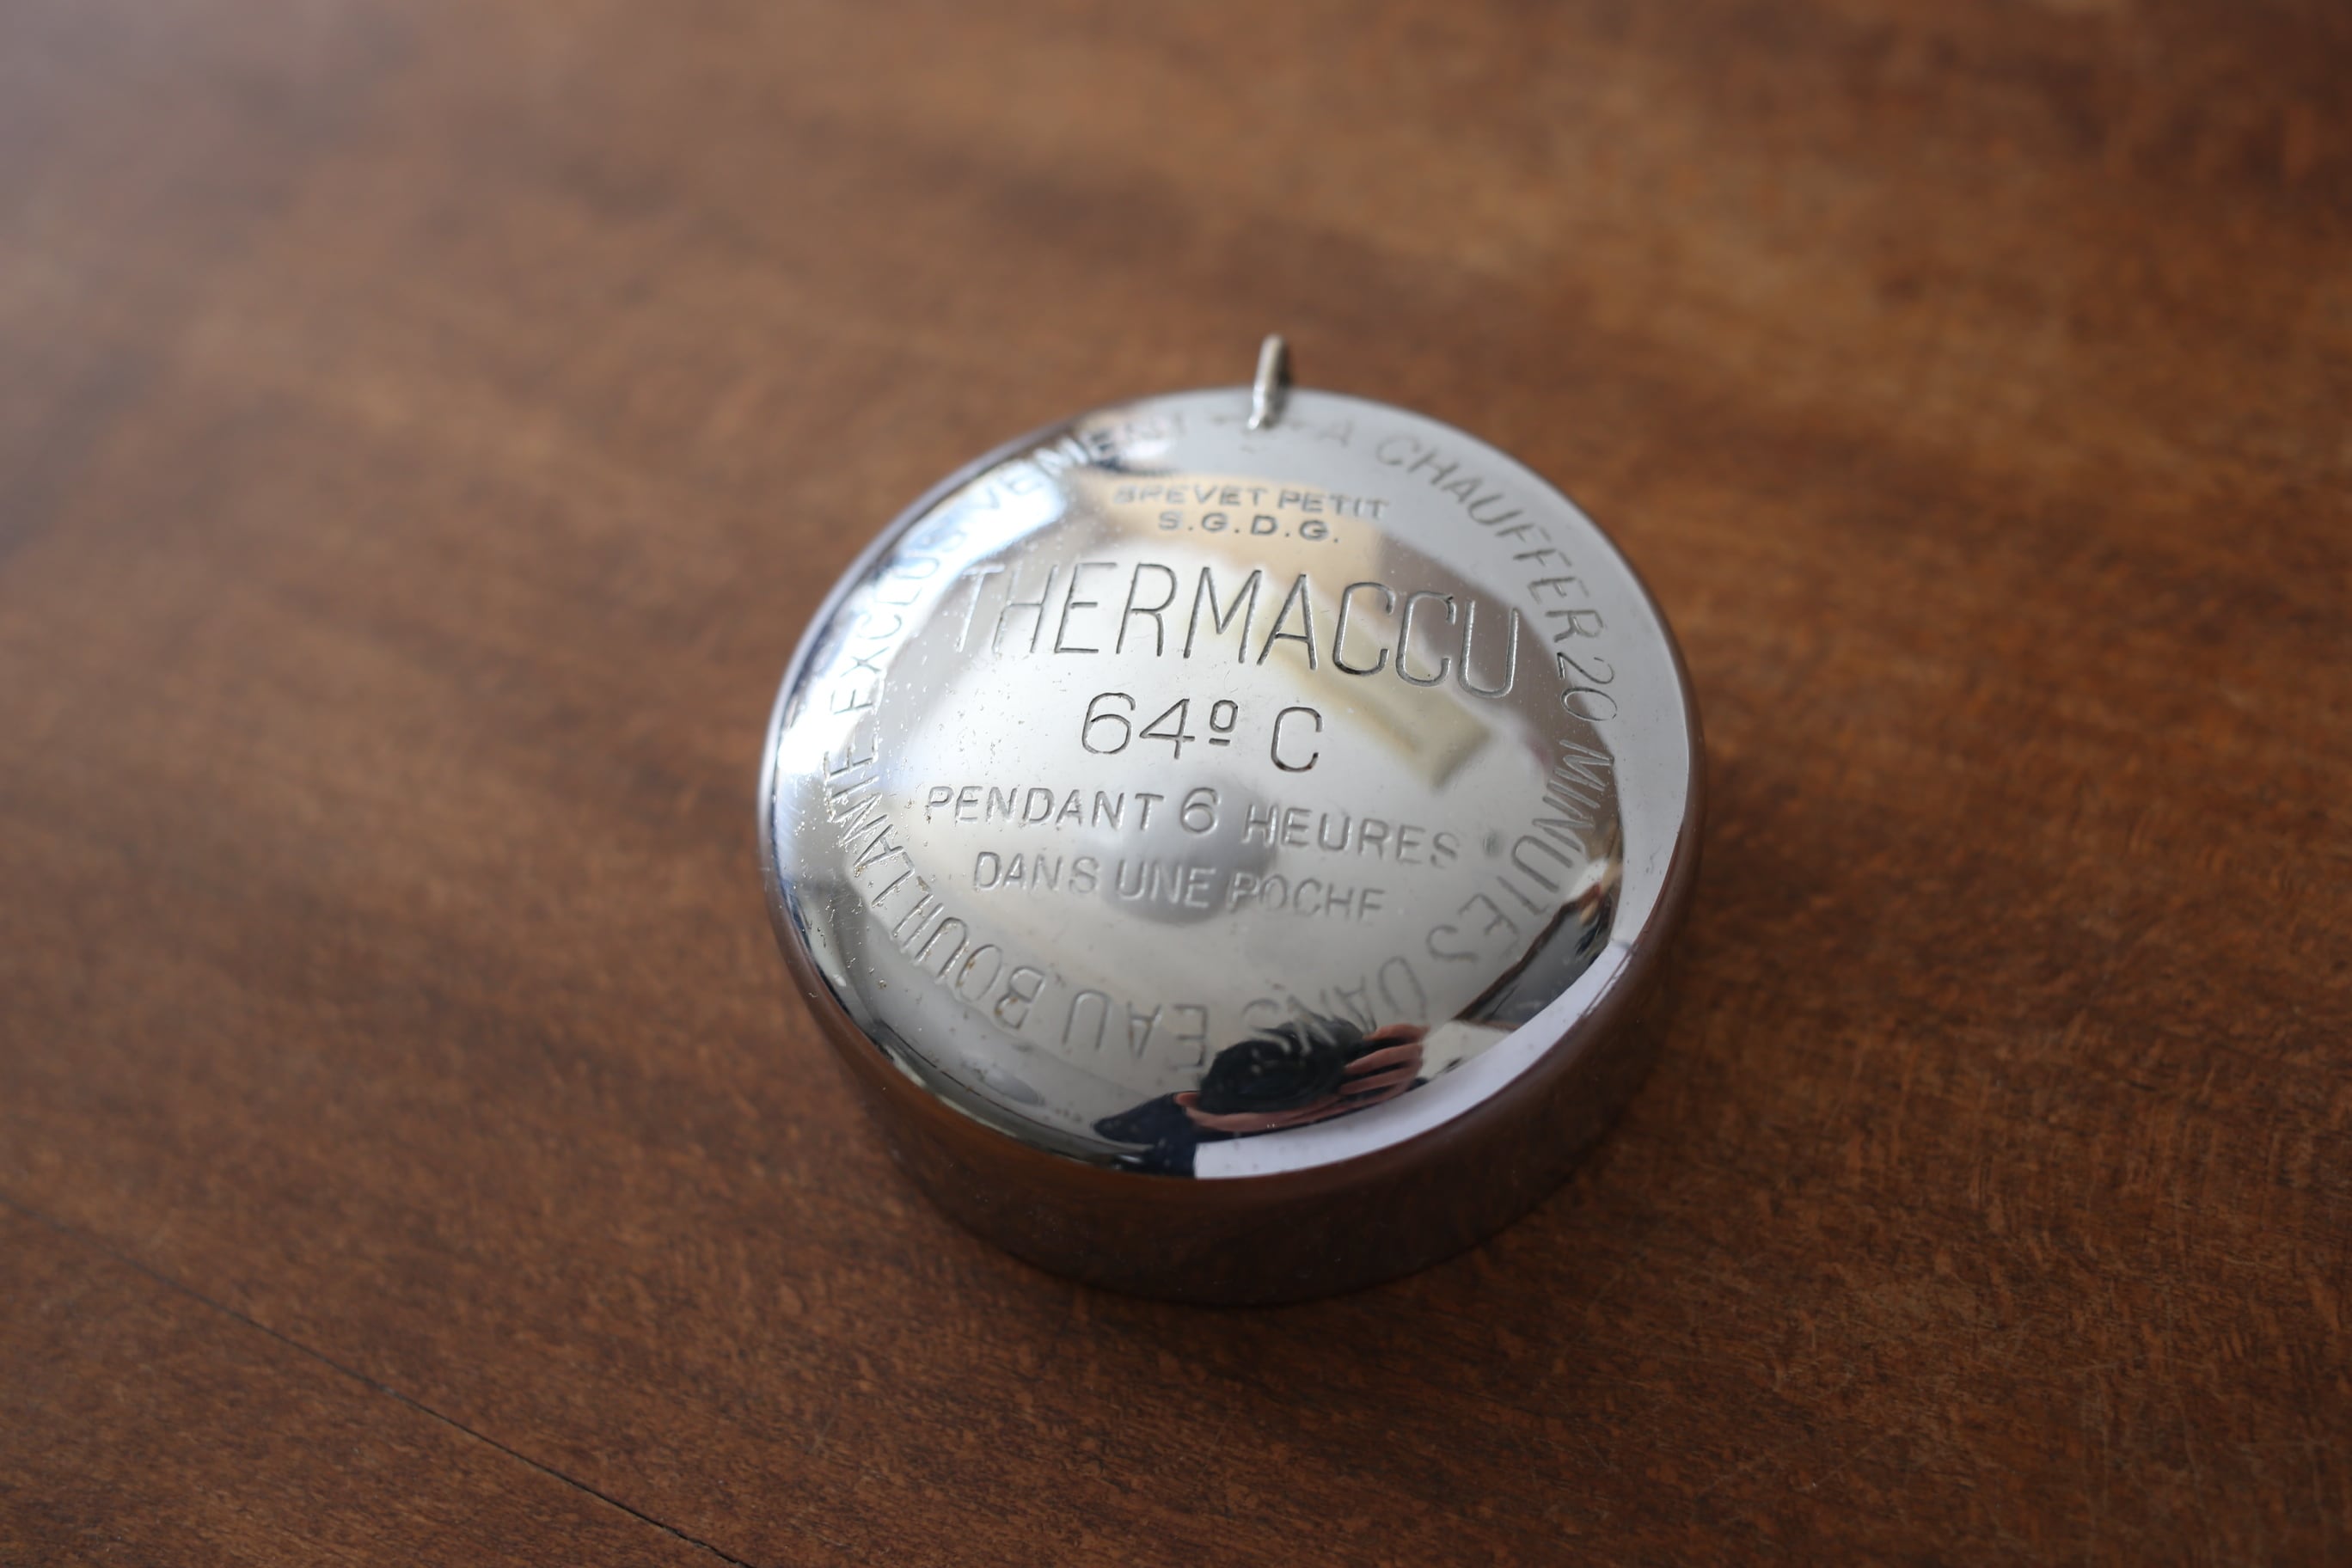 BREVET PETIT
S.G.D.G.
THERMACCU
64º C
PENDANT 6 HEURES
DANS UNE POCHE
A CHAUFFER 20 MINUTES DANS EAU BOUILLANTE EXCLUSIVEMENT